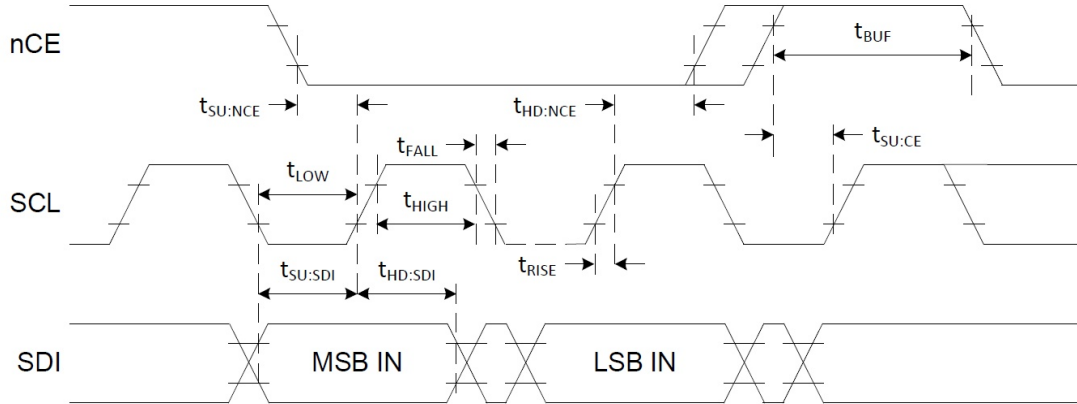 nCE
tBUF
tSU:NCE
tHD:NCE
tSU:CE
tFALL
tLOW
SCL
tHIGH
tRISE
tSU:SDI
tHD:SDI
SDI
MSB IN
LSB IN